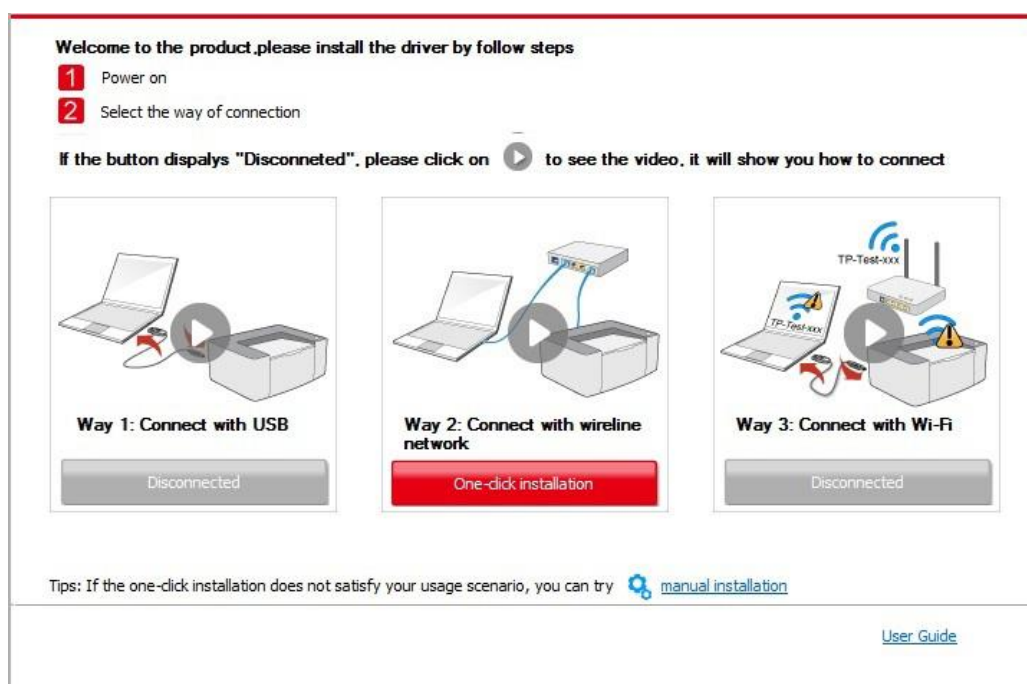 Welcome to the product,please install the driver by follow steps
1 Power on
2 Select the way of connection
If the button dispalys "Disconneted", please click on to see the video, it will show you how to connect
TP-Test-xxx
TP-Test-xxx
Way 1: Connect with USB
Disconnected
Way 2: Connect with wireline
network
One-click installation
Way 3: Connect with Wi-Fi
Disconnected
Tips: If the one-click installation does not satisfy your usage scenario, you can try manual installation
User Guide